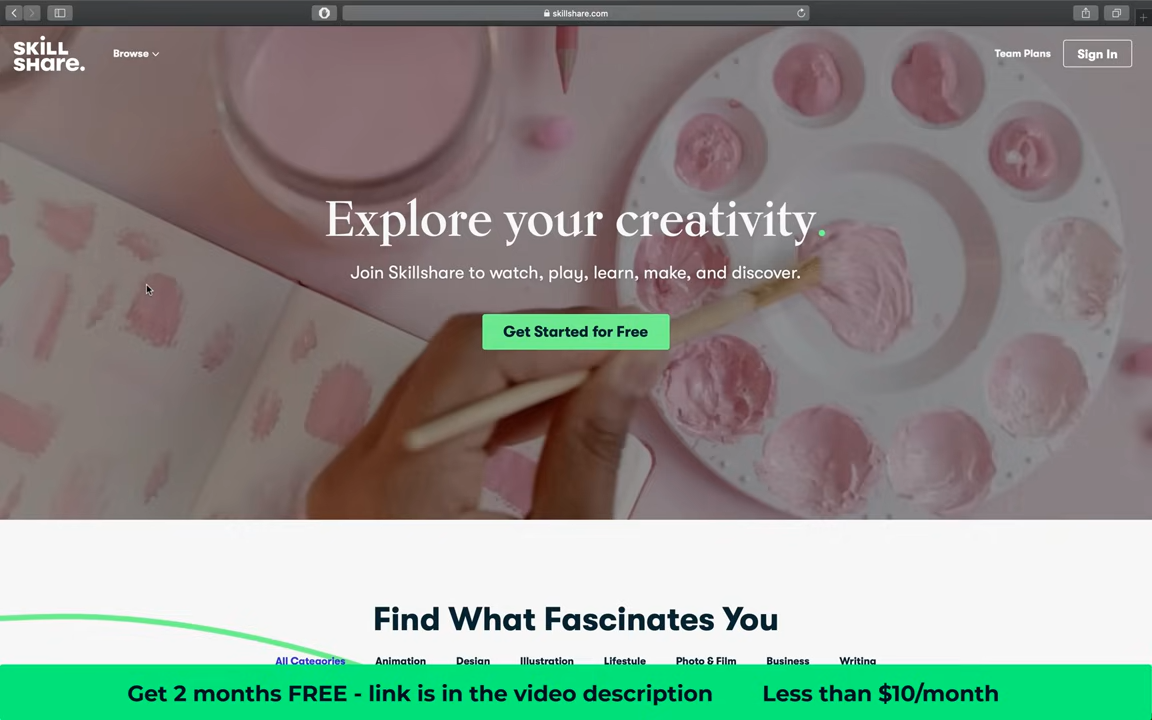 skillshare.com
SKILL
SHARE.
Browse
Team Plans
Sign In
Explore your creativity.
Join Skillshare to watch, play, learn, make, and discover.
Get Started for Free
Find What Fascinates You
All Categories Animation Design Illustration Lifestyle Photo & Film Business Writing
Get 2 months FREE - link is in the video description Less than $10/month